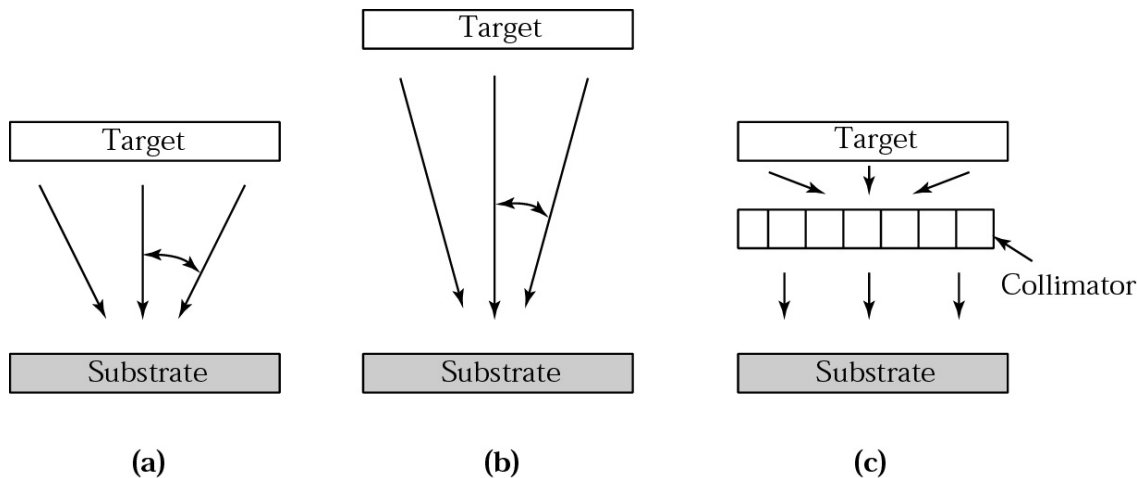 Target
Substrate
(a)
Target
Substrate
(b)
Target
Collimator
Substrate
(c)